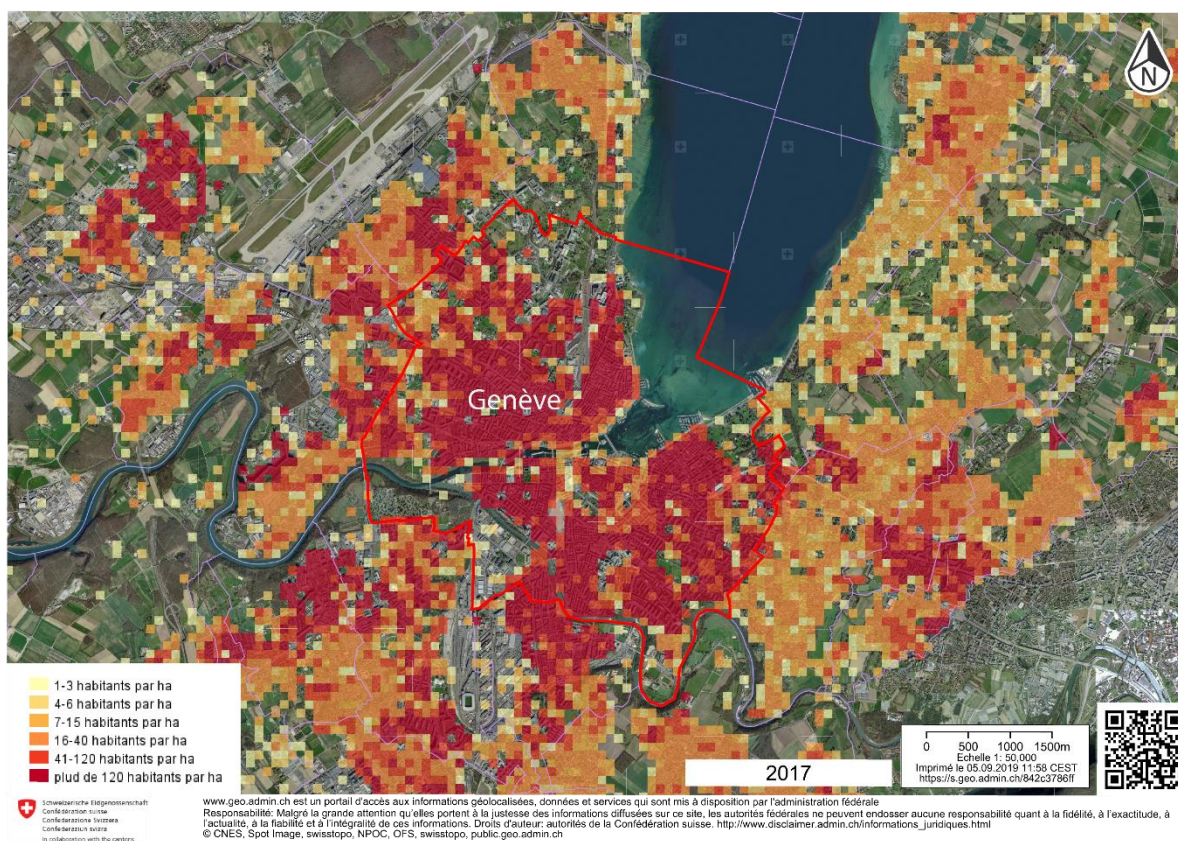 N
Genève
1-3 habitants par ha
4-6 habitants par ha
7-15 habitants par ha
16-40 habitants par ha
41-120 habitants par ha
plud de 120 habitants par ha
2017
0 500 1000 1500m
Echelle 1: 50,000
Imprimé le 05.09.2019 11:58 CEST
https://s.geo.admin.ch/842c3786ff
Schweizerische Eidgenossenschaft
Confédération suisse
Confederazione Svizzera
Confederaziun svizra
In collaboration with the cantons
www.geo.admin.ch est un portail d'accès aux informations géolocalisées, données et services qui sont mis à disposition par l'administration fédérale
Responsabilité: Malgré la grande attention qu'elles portent à la justesse des informations diffusées sur ce site, les autorités fédérales ne peuvent endosser aucune responsabilité quant à la fidélité, à l'exactitude, à
l'actualité, à la fiabilité et à l'intégralité de ces informations. Droits d'auteur: autorités de la Confédération suisse. http://www.disclaimer.admin.ch/informations_juridiques.html
© CNES, Spot Image, swisstopo, NPOC, OFS, swisstopo, public.geo.admin.ch